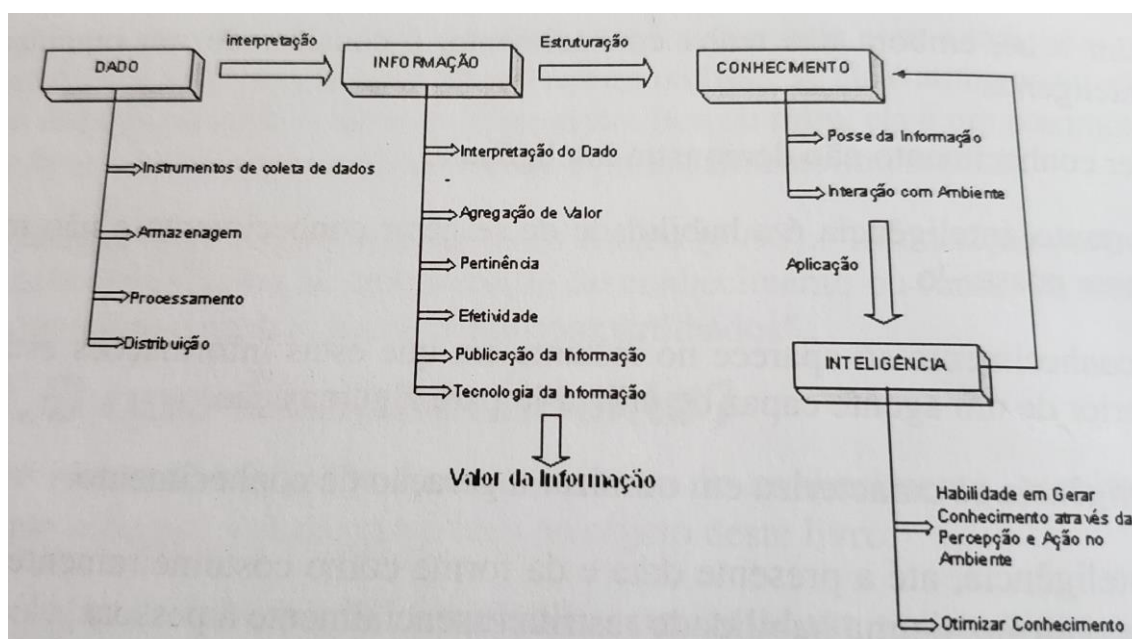 interpretação
Estruturação
DADO
INFORMAÇÃO
CONHECIMENTO
Instrumentos de coleta de dados
Armazenagem
Processamento
Distribuição
Interpretação do Dado
Agregação de Valor
Pertinência
Efetividade
Publicação da Informação
Tecnologia da Informação
Valor da Informação
Posse da Informação
Interação com Ambiente
Aplicação
INTELIGÊNCIA
Habilidade em Gerar
Conhecimento através da
Percepção e Ação no
Ambiente
Otimizar Conhecimento